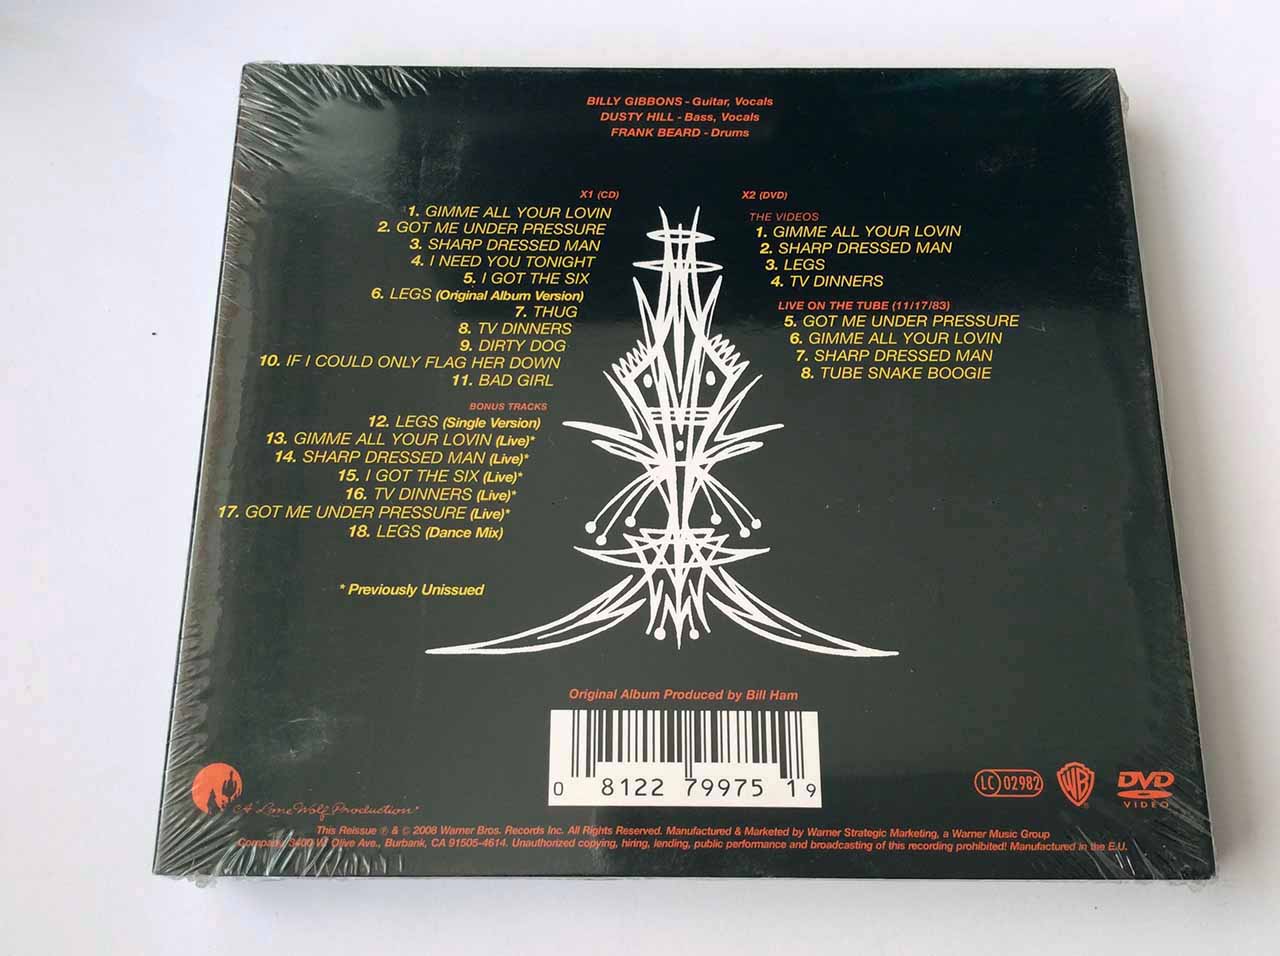 BILLY GIBBONS - Guitar, Vocals
DUSTY HILL - Bass, Vocals
FRANK BEARD - Drums
X1 (CD)
1. GIMME ALL YOUR LOVIN
2. GOT ME UNDER PRESSURE
3. SHARP DRESSED MAN
4. I NEED YOU TONIGHT
5. I GOT THE SIX
6. LEGS (Original Album Version)
7. THUG
8. TV DINNERS
9. DIRTY DOG
10. IF I COULD ONLY FLAG HER DOWN
11. BAD GIRL
BONUS TRACKS
12. LEGS (Single Version)
13. GIMME ALL YOUR LOVIN (Live)*
14. SHARP DRESSED MAN (Live)*
15. I GOT THE SIX (Live)*
16. TV DINNERS (Live)*
17. GOT ME UNDER PRESSURE (Live)*
18. LEGS (Dance Mix)
* Previously Unissued
X2 (DVD)
THE VIDEOS
1. GIMME ALL YOUR LOVIN
2. SHARP DRESSED MAN
3. LEGS
4. TV DINNERS
LIVE ON THE TUBE (11/17/83)
5. GOT ME UNDER PRESSURE
6. GIMME ALL YOUR LOVIN
7. SHARP DRESSED MAN
8. TUBE SNAKE BOOGIE
Original Album Produced by Bill Ham
0 81227 99751 9
A Lone Wolf Production*
LC 02982
WB
DVD
VIDEO
This Reissue ℗ & © 2008 Warner Bros. Records Inc. All Rights Reserved. Manufactured & Marketed by Warner Strategic Marketing, a Warner Music Group
Company, 3400 W. Olive Ave., Burbank, CA 91505-4614. Unauthorized copying, hiring, lending, public performance and broadcasting of this recording prohibited! Manufactured in the E.U.